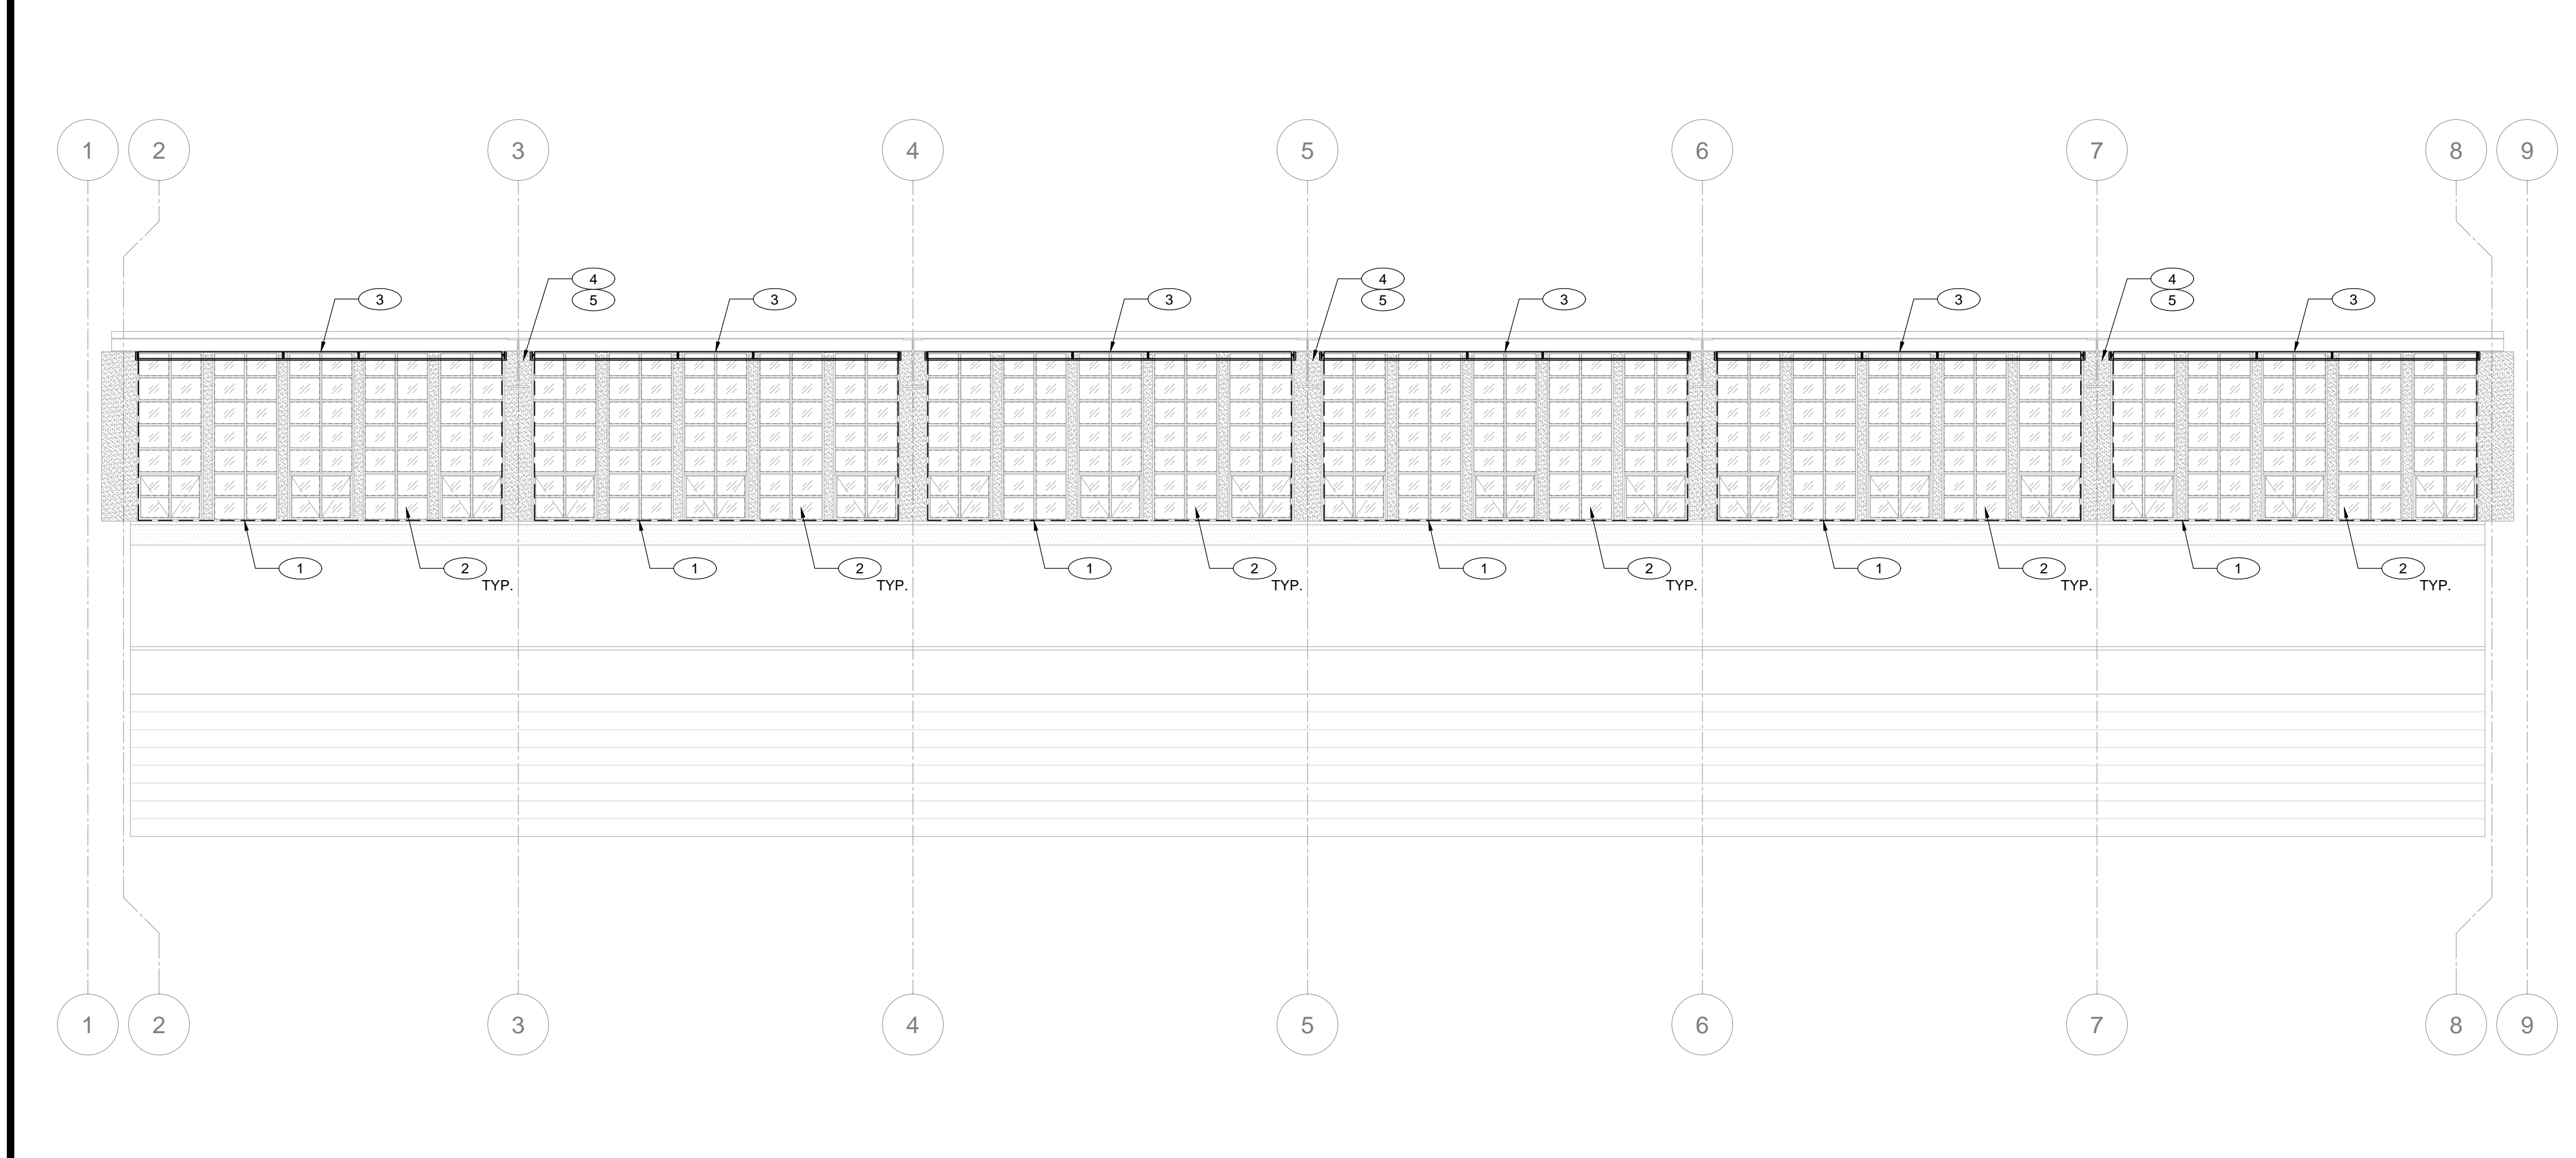 1 2 3 4 5 6 7 8 9
4 4 4
3 5 3 3 5 3 3 5 3
1 2 1 2 1 2 1 2 1 2 1 2
TYP. TYP. TYP. TYP. TYP. TYP.
1 2 3 4 5 6 7 8 9